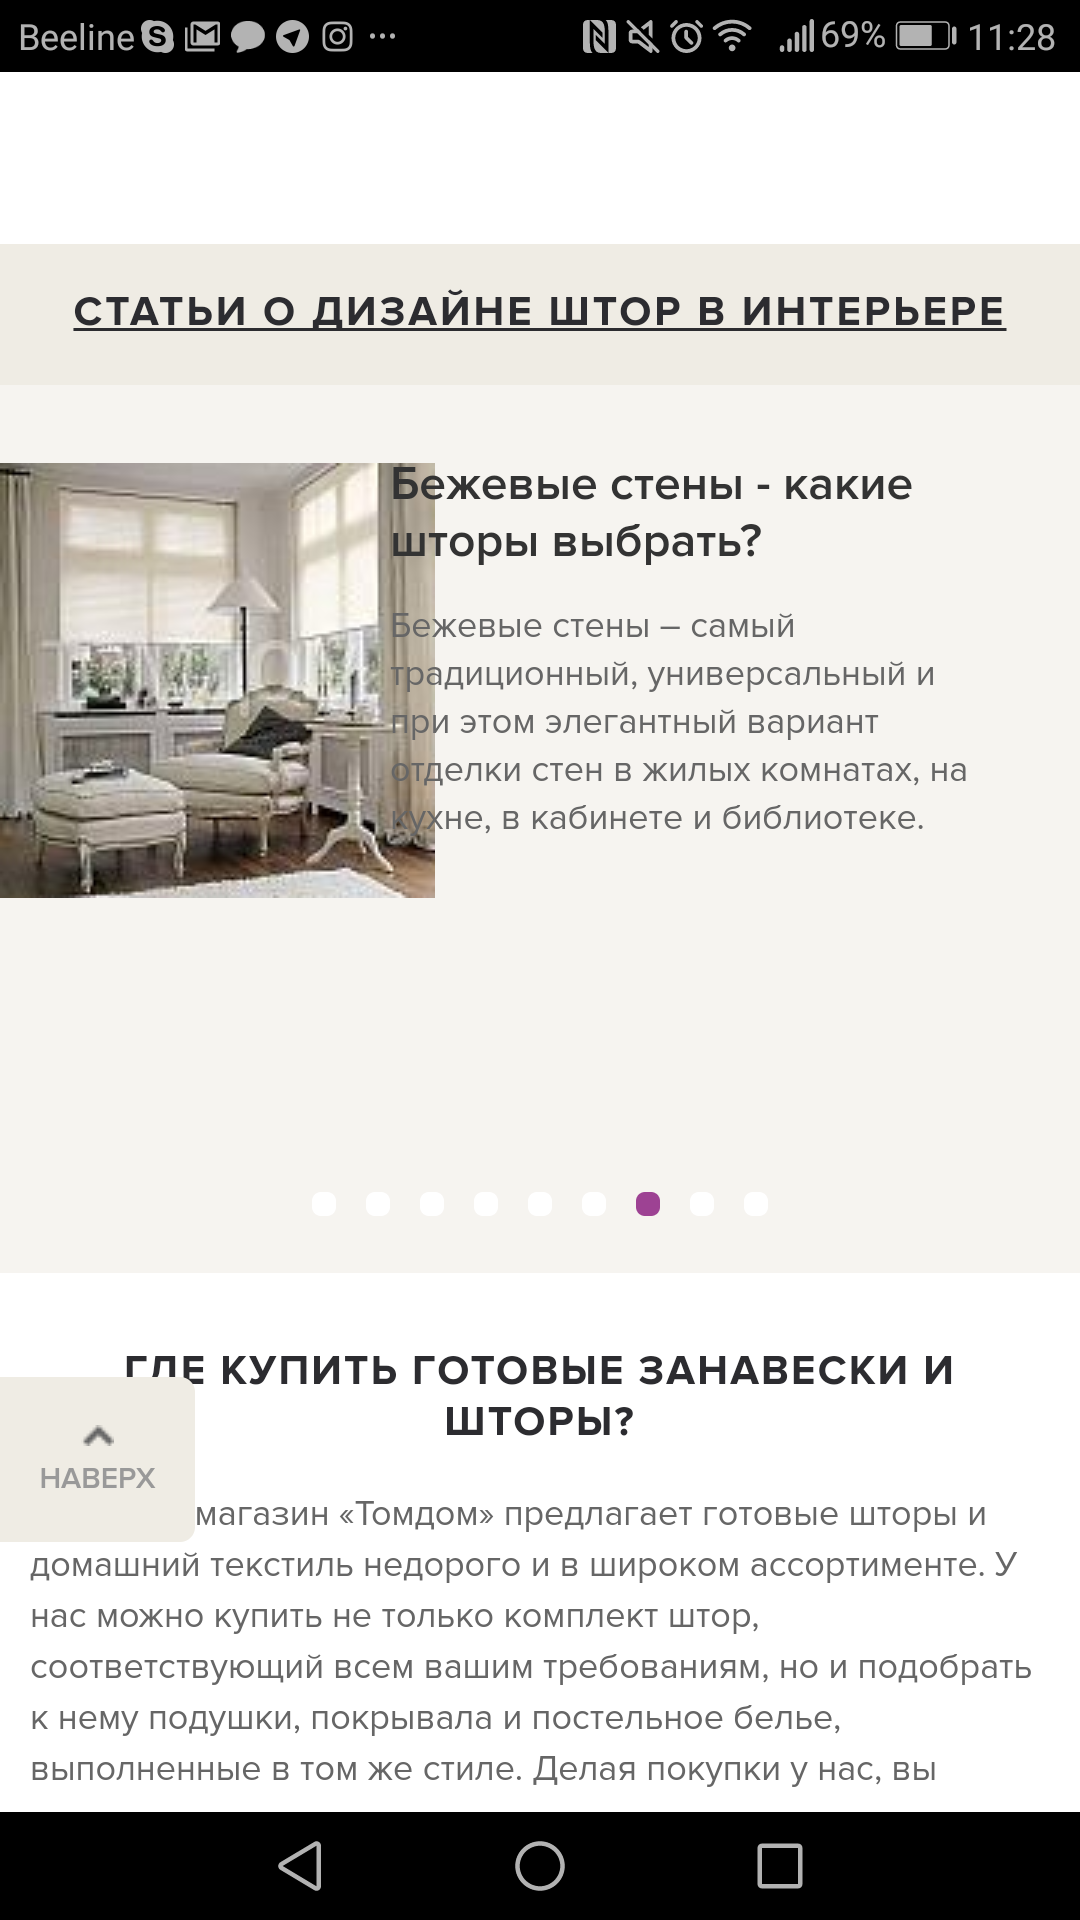 Beeline 69% 11:28
СТАТЬИ О ДИЗАЙНЕ ШТОР В ИНТЕРЬЕРЕ
Бежевые стены - какие
шторы выбрать?
Бежевые стены – самый
традиционный, универсальный и
при этом элегантный вариант
отделки стен в жилых комнатах, на
кухне, в кабинете и библиотеке.
ГДЕ КУПИТЬ ГОТОВЫЕ ЗАНАВЕСКИ И
ШТОРЫ?
НАВЕРХ
магазин «Томдом» предлагает готовые шторы и
домашний текстиль недорого и в широком ассортименте. У
нас можно купить не только комплект штор,
соответствующий всем вашим требованиям, но и подобрать
к нему подушки, покрывала и постельное белье,
выполненные в том же стиле. Делая покупки у нас, вы